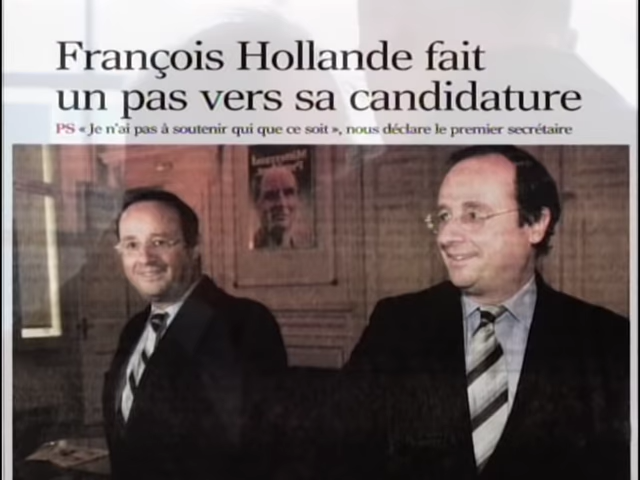 François Hollande fait
un pas vers sa candidature
PS « Je n'ai pas à soutenir qui que ce soit », nous déclare le premier secrétaire